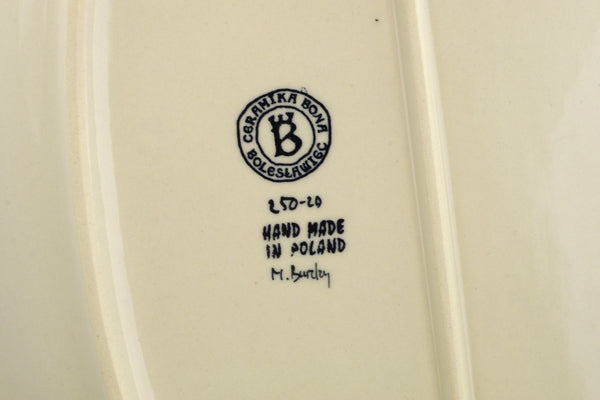 CERAMIKA BONA
BOLESŁAWIEC
B
250-20
HAND MADE
IN POLAND
M.